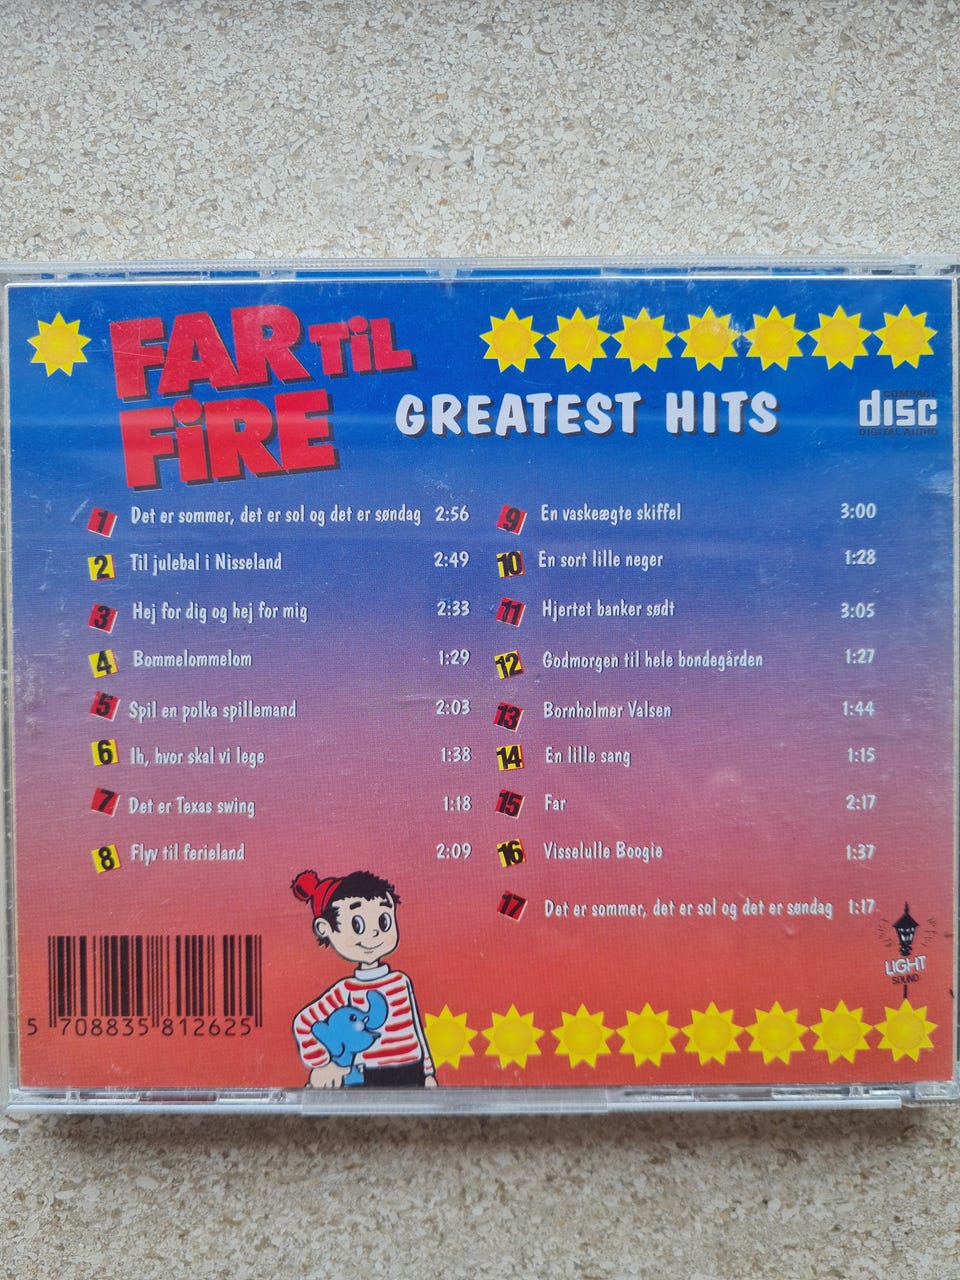 FAR TiL
FiRE
GREATEST HITS
COMPACT
disc
DIGITAL AUDIO
1 Det er sommer, det er sol og det er søndag 2:56
2 Til julebal i Nisseland 2:49
3 Hej for dig og hej for mig 2:33
4 Bommelommelom 1:29
5 Spil en polka spillemand 2:03
6 Ih, hvor skal vi lege 1:38
7 Det er Texas swing 1:18
8 Flyv til ferieland 2:09
9 En vaskeægte skiffel 3:00
10 En sort lille neger 1:28
11 Hjertet banker sødt 3:05
12 Godmorgen til hele bondegården 1:27
13 Bornholmer Valsen 1:44
14 En lille sang 1:15
15 Far 2:17
16 Visselulle Boogie 1:37
17 Det er sommer, det er sol og det er søndag 1:17
LIGHT
SOUND
5 708835 812625